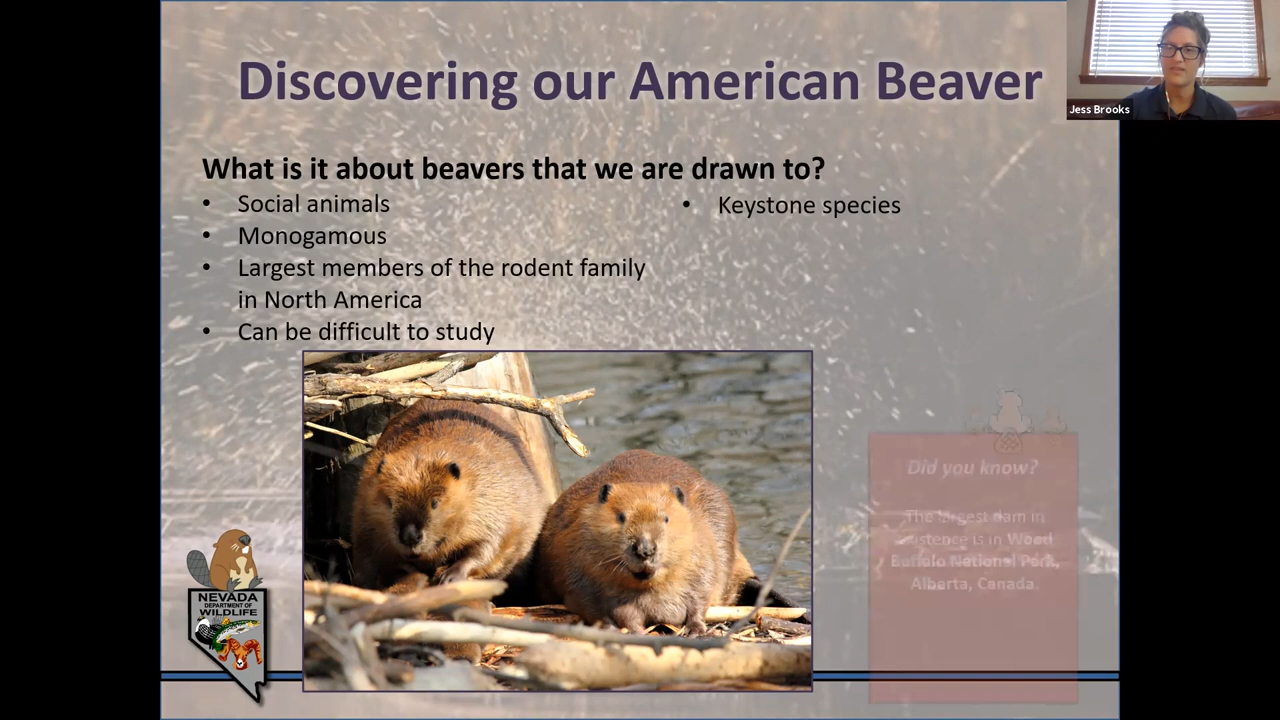 Discovering our American Beaver
Jess Brooks
What is it about beavers that we are drawn to?
• Social animals
• Monogamous
• Largest members of the rodent family
in North America
• Can be difficult to study
• Keystone species
Did you know?
The largest dam in
existence is in Wood
Buffalo National Park,
Alberta, Canada.
NEVADA
DEPARTMENT OF
WILDLIFE